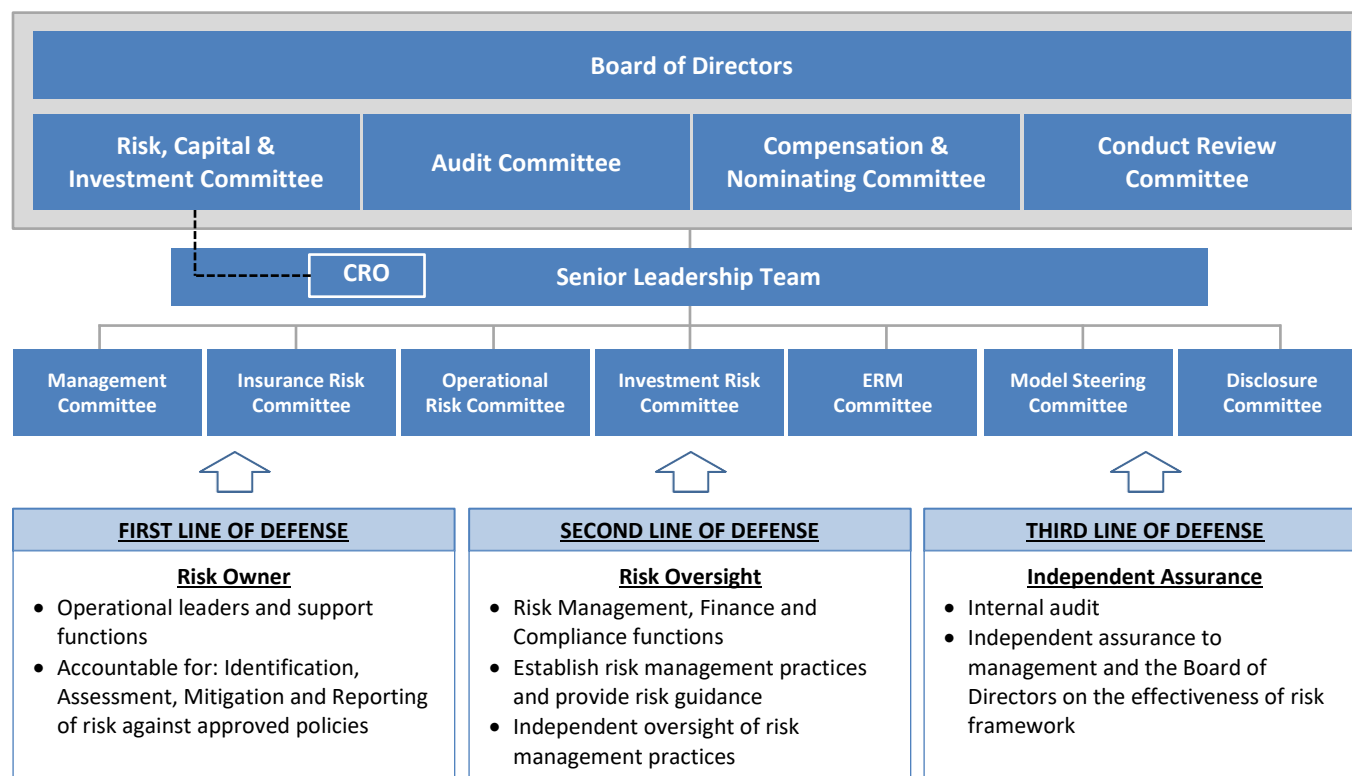 Board of Directors
Risk, Capital &
Investment Committee
Audit Committee
Compensation &
Nominating Committee
Conduct Review
Committee
CRO
Senior Leadership Team
Management
Committee
Insurance Risk
Committee
Operational
Risk Committee
Investment Risk
Committee
ERM
Committee
Model Steering
Committee
Disclosure
Committee
FIRST LINE OF DEFENSE
Risk Owner
• Operational leaders and support
functions
• Accountable for: Identification,
Assessment, Mitigation and Reporting
of risk against approved policies
SECOND LINE OF DEFENSE
Risk Oversight
• Risk Management, Finance and
Compliance functions
• Establish risk management practices
and provide risk guidance
• Independent oversight of risk
management practices
THIRD LINE OF DEFENSE
Independent Assurance
• Internal audit
• Independent assurance to
management and the Board of
Directors on the effectiveness of risk
framework